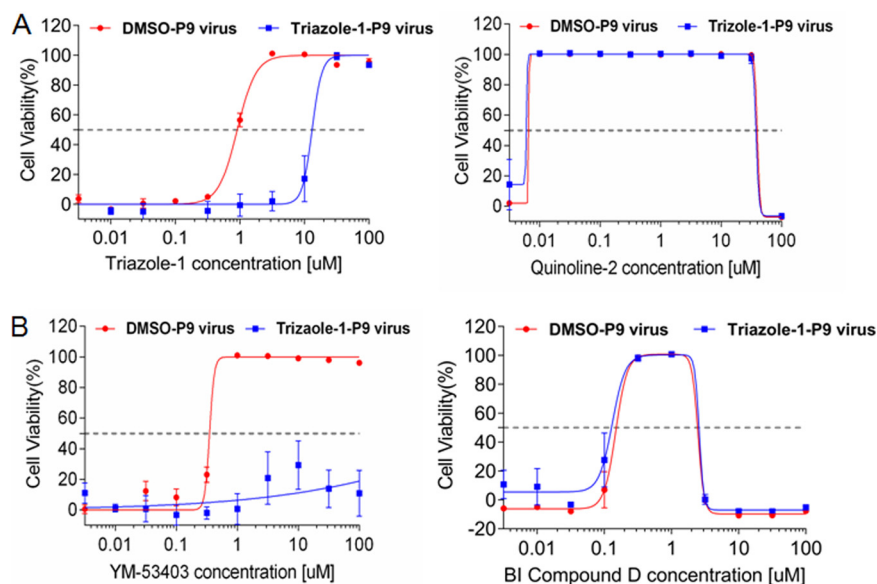 A
DMSO-P9 virus Triazole-1-P9 virus
120
100
80
60
40
20
0
Cell Viability(%)
0.01 0.1 1 10 100
Triazole-1 concentration [uM]
DMSO-P9 virus Trizole-1-P9 virus
120
100
80
60
40
20
0
Cell Viability(%)
0.01 0.1 1 10 100
Quinoline-2 concentration [uM]
B
DMSO-P9 virus Trizaole-1-P9 virus
120
100
80
60
40
20
0
Cell Viability(%)
0.01 0.1 1 10 100
YM-53403 concentration [uM]
DMSO-P9 virus Triazole-1-P9 virus
120
100
80
60
40
20
0
-20
Cell Viability(%)
0.01 0.1 1 10 100
BI Compound D concentration [uM]